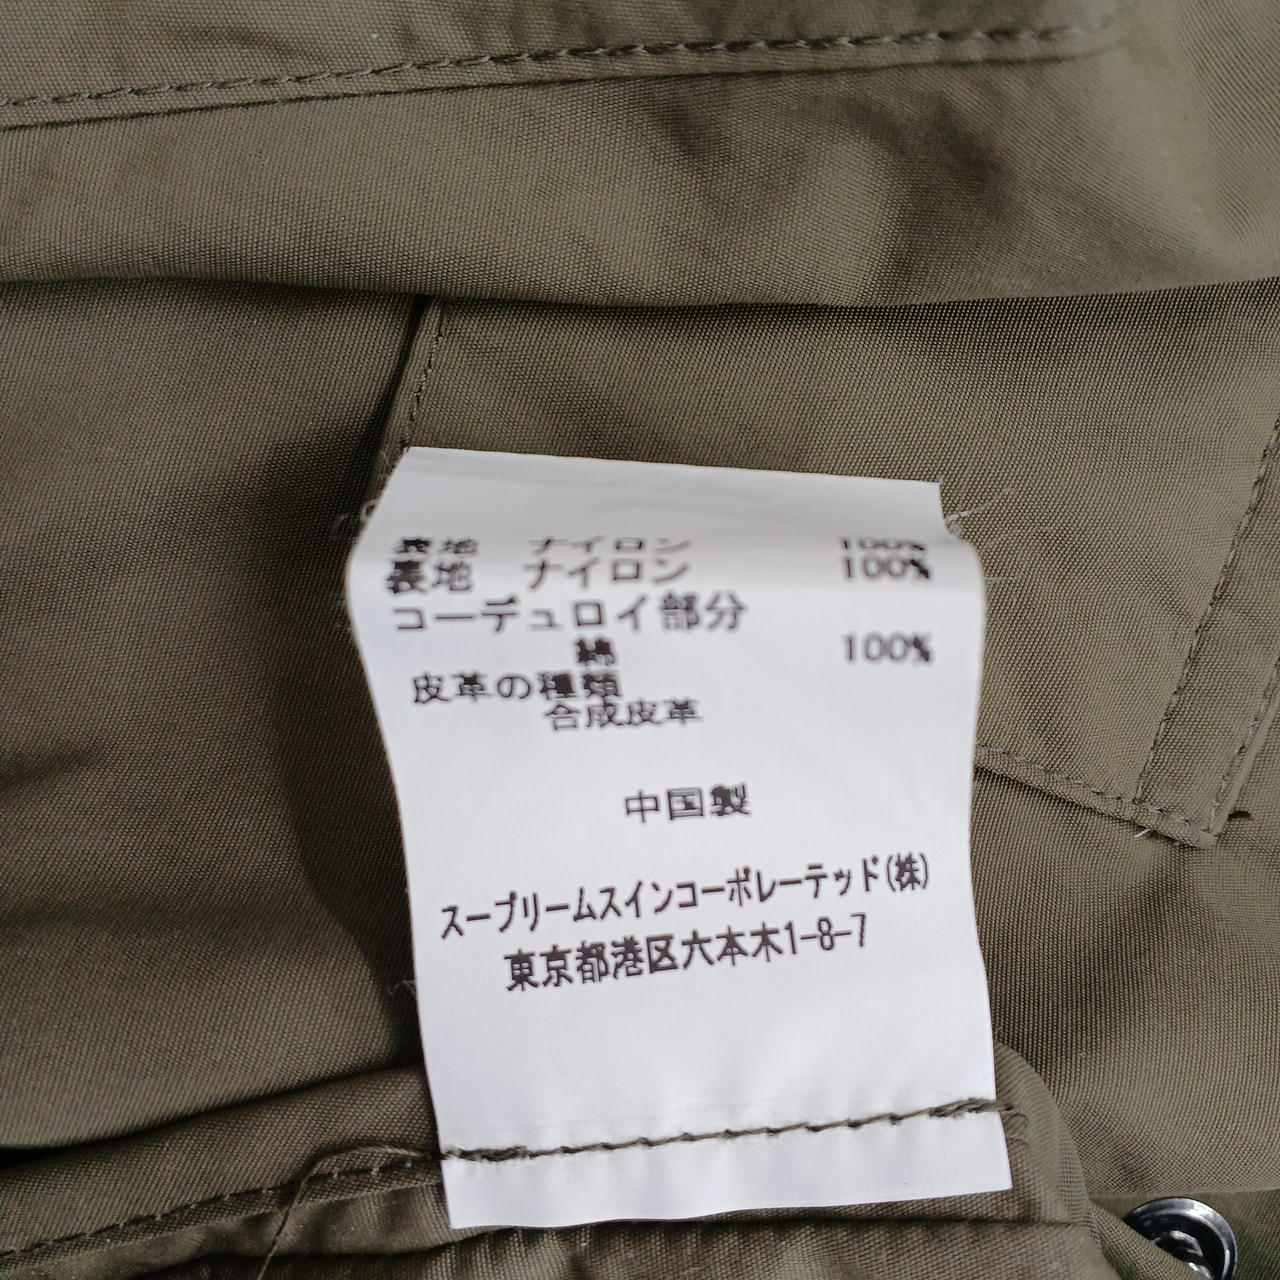 表地 ナイロン 100%
裏地 ナイロン 100%
コーデュロイ部分
綿 100%
皮革の種類
合成皮革
中国製
スープリームスインコーポレーテッド(株)
東京都港区六本木1-8-7